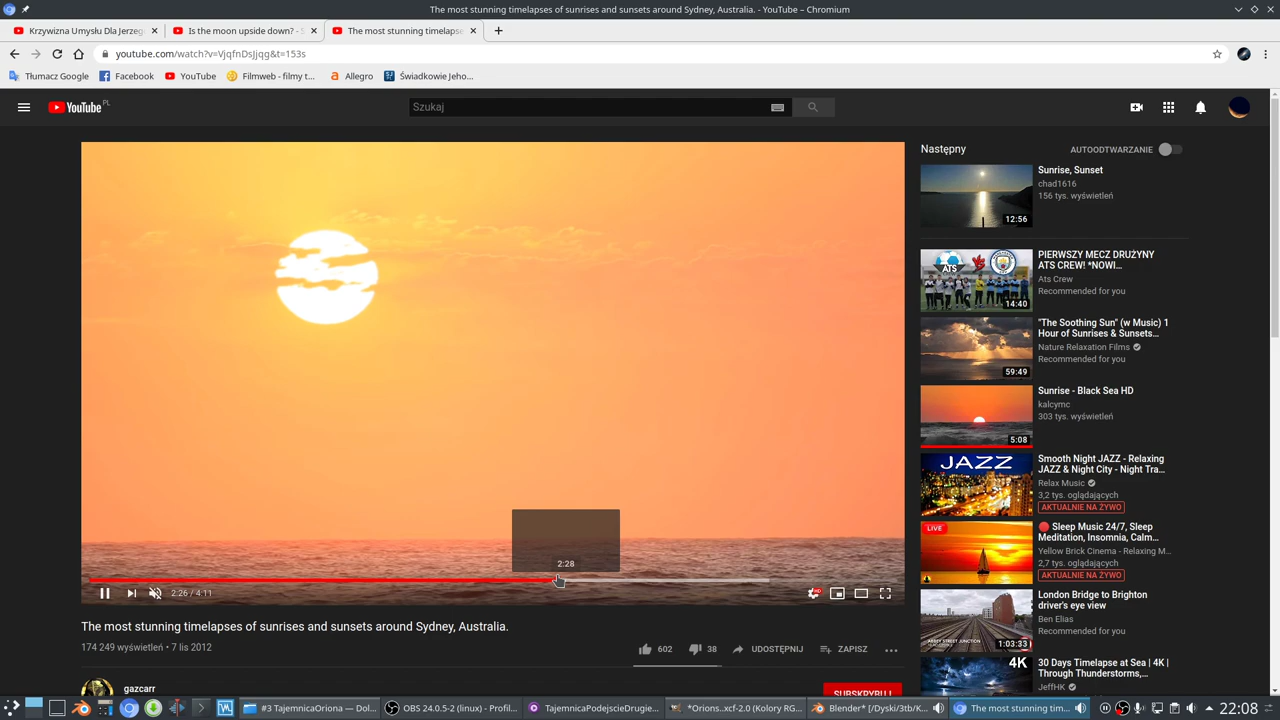 The most stunning timelapses of sunrises and sunsets around Sydney, Australia. - YouTube – Chromium
Krzywizna Umysłu Dla Jerzeg
Is the moon upside down? - S
The most stunning timelapse
youtube.com/watch?v=VjqfnDsJjqg&t=153s
Tłumacz Google
Facebook
YouTube
Filmweb - filmy t...
Allegro
Świadkowie Jeho...
YouTube PL
Szukaj
2:28
2:26 / 4:11
The most stunning timelapses of sunrises and sunsets around Sydney, Australia.
174 249 wyświetleń • 7 lis 2012
602
38
UDOSTĘPNIJ
ZAPISZ
gazcarr
SUBSKRYBUJ
Następny
AUTOODTWARZANIE
Sunrise, Sunset
chad1616
156 tys. wyświetleń
12:56
PIERWSZY MECZ DRUŻYNY
ATS CREW! *NOWI...
Ats Crew
Recommended for you
ATS
14:40
"The Soothing Sun" (w Music) 1
Hour of Sunrises & Sunsets...
Nature Relaxation Films
Recommended for you
59:49
Sunrise - Black Sea HD
kalcymc
303 tys. wyświetleń
5:08
JAZZ
Smooth Night JAZZ - Relaxing
JAZZ & Night City - Night Tra...
Relax Music
3,2 tys. oglądających
AKTUALNIE NA ŻYWO
LIVE
Sleep Music 24/7, Sleep
Meditation, Insomnia, Calm...
Yellow Brick Cinema - Relaxing M...
2,7 tys. oglądających
AKTUALNIE NA ŻYWO
London Bridge to Brighton
driver's eye view
Ben Elias
Recommended for you
1:03:33
4K
30 Days Timelapse at Sea | 4K |
Through Thunderstorms,...
JeffHK
#3 TajemnicaOriona — Dol...
OBS 24.0.5-2 (linux) - Profil...
TajemnicaPodejscieDrugie...
*Orions..xcf-2.0 (Kolory RG...
Blender* [/Dyski/3tb/K
The most stunning tim...
22:08